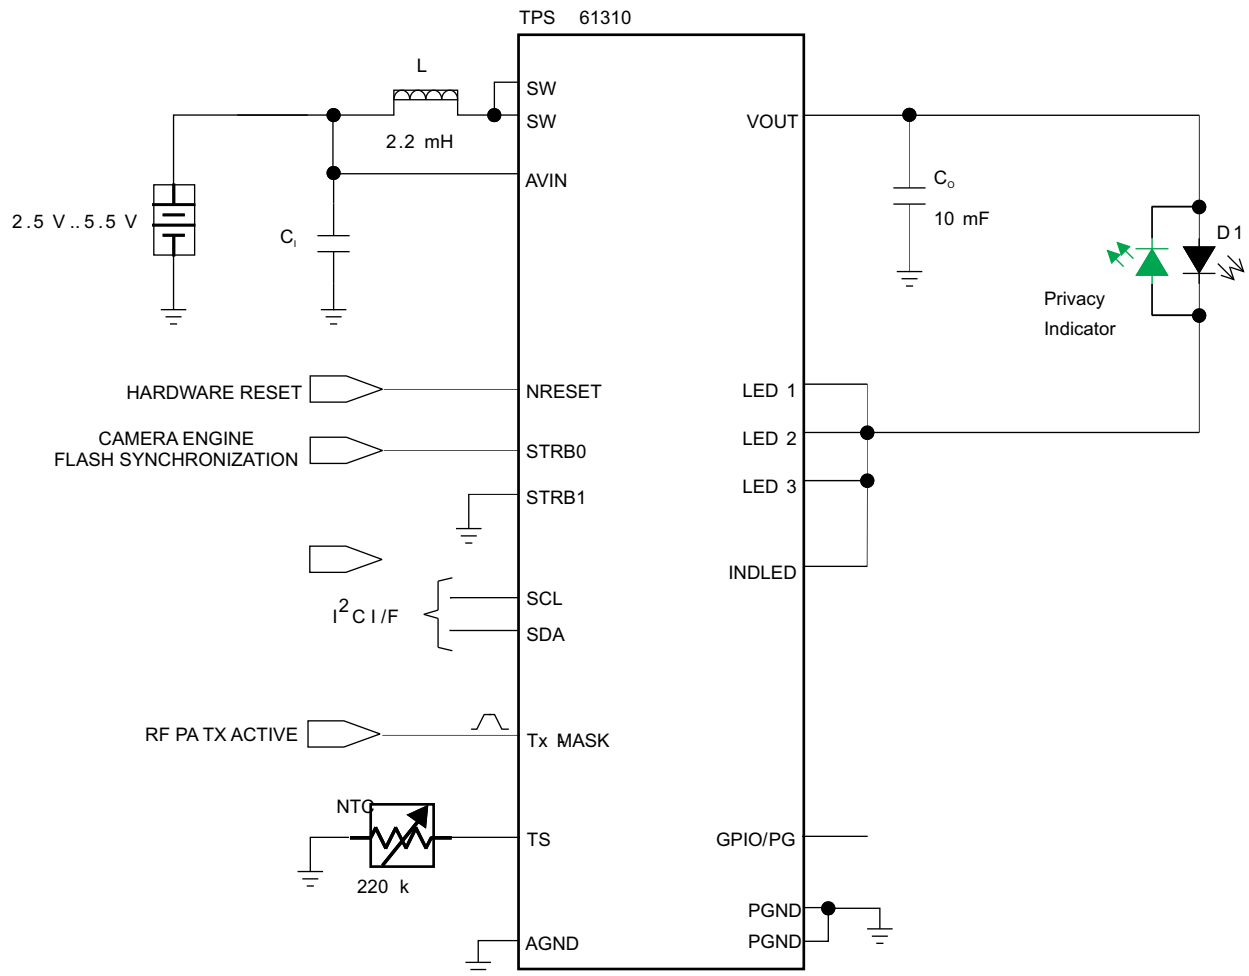 TPS 61310
L
SW
SW
2.2 mH
VOUT
AVIN
C_O
10 mF
2.5 V..5.5 V
C_I
D1
Privacy
Indicator
HARDWARE RESET
NRESET
LED 1
CAMERA ENGINE
FLASH SYNCHRONIZATION
STRB0
LED 2
STRB1
LED 3
INDLED
SCL
I²C I/F
SDA
RF PA TX ACTIVE
Tx-MASK
NTC
TS
GPIO/PG
220 k
PGND
PGND
AGND